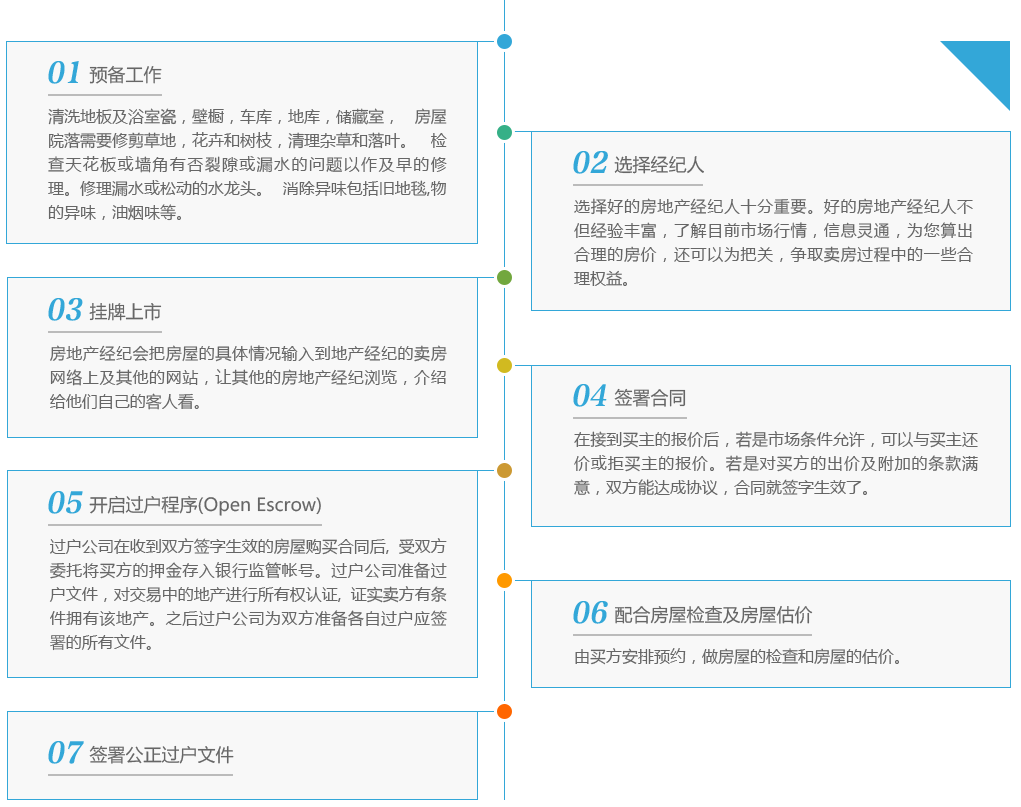 01 预备工作
清洗地板及浴室瓷，壁橱，车库，地库，储藏室，　房屋
院落需要修剪草地，花卉和树枝，清理杂草和落叶。　检
查天花板或墙角有否裂隙或漏水的问题以作及早的修
理。修理漏水或松动的水龙头。　消除异味包括旧地毯,物
的异味，油烟味等。
02 选择经纪人
选择好的房地产经纪人十分重要。好的房地产经纪人不
但经验丰富，了解目前市场行情，信息灵通，为您算出
合理的房价，还可以为把关，争取卖房过程中的一些合
理权益。
03 挂牌上市
房地产经纪会把房屋的具体情况输入到地产经纪的卖房
网络上及其他的网站，让其他的房地产经纪浏览，介绍
给他们自己的客人看。
04 签署合同
在接到买主的报价后，若是市场条件允许，可以与买主还
价或拒买主的报价。若是对买方的出价及附加的条款满
意，双方能达成协议，合同就签字生效了。
05 开启过户程序(Open Escrow)
过户公司在收到双方签字生效的房屋购买合同后, 受双方
委托将买方的押金存入银行监管帐号。过户公司准备过
户文件，对交易中的地产进行所有权认证, 证实卖方有条
件拥有该地产。之后过户公司为双方准备各自过户应签
署的所有文件。
06 配合房屋检查及房屋估价
由买方安排预约，做房屋的检查和房屋的估价。
07 签署公正过户文件